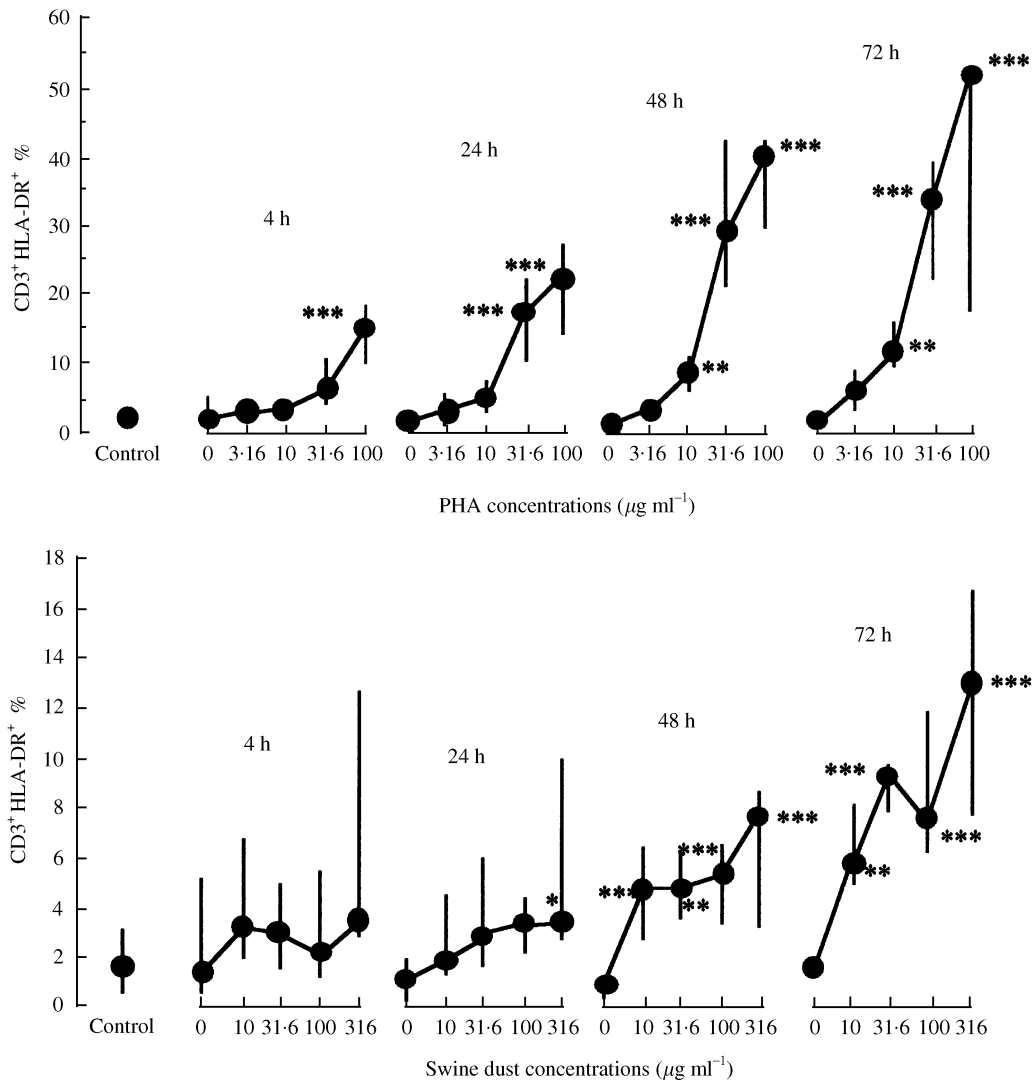 60
50
40
30
20
10
0
CD3⁺ HLA-DR⁺ %
4 h
24 h
48 h
72 h
***
***
***
**
***
***
**
***
***
Control
0 3·16 10 31·6 100
0 3·16 10 31·6 100
0 3·16 10 31·6 100
0 3·16 10 31·6 100
PHA concentrations (µg ml⁻¹)
18
16
14
12
10
8
6
4
2
0
CD3⁺ HLA-DR⁺ %
4 h
24 h
48 h
72 h
*
***
***
**
***
***
**
***
***
Control
0 10 31·6 100 316
0 10 31·6 100 316
0 10 31·6 100 316
0 10 31·6 100 316
Swine dust concentrations (µg ml⁻¹)